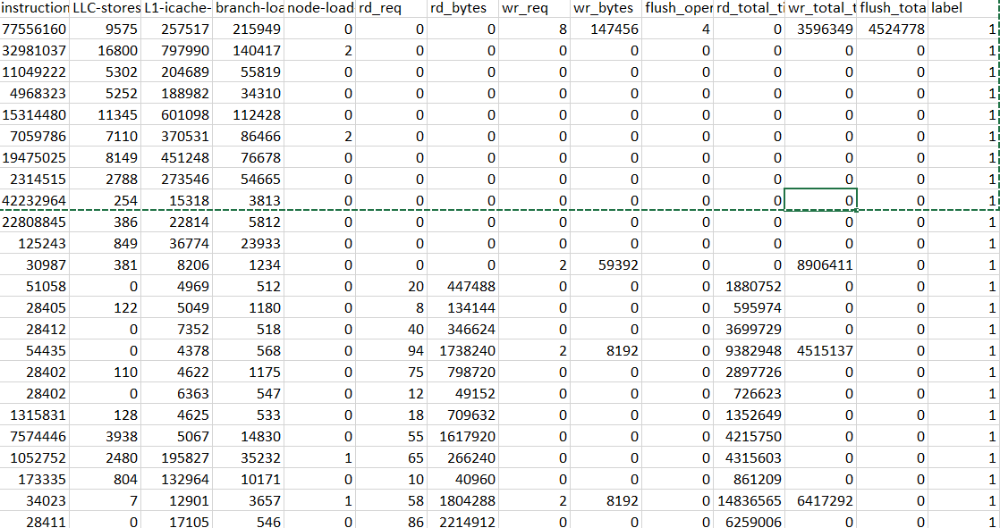 instruction LLC-stores L1-icache- branch-loa node-load rd_req rd_bytes wr_req wr_bytes flush_oper rd_total_ti wr_total_t flush_tota label
77556160 9575 257517 215949 0 0 0 8 147456 4 0 3596349 4524778 1
32981037 16800 797990 140417 2 0 0 0 0 0 0 0 0 1
11049222 5302 204689 55819 0 0 0 0 0 0 0 0 0 1
4968323 5252 188982 34310 0 0 0 0 0 0 0 0 0 1
15314480 11345 601098 112428 0 0 0 0 0 0 0 0 0 1
7059786 7110 370531 86466 2 0 0 0 0 0 0 0 0 1
19475025 8149 451248 76678 0 0 0 0 0 0 0 0 0 1
2314515 2788 273546 54665 0 0 0 0 0 0 0 0 0 1
42232964 254 15318 3813 0 0 0 0 0 0 0 0 0 1
22808845 386 22814 5812 0 0 0 0 0 0 0 0 0 1
125243 849 36774 23933 0 0 0 0 0 0 0 0 0 1
30987 381 8206 1234 0 0 0 2 59392 0 0 8906411 0 1
51058 0 4969 512 0 20 447488 0 0 0 1880752 0 0 1
28405 122 5049 1180 0 8 134144 0 0 0 595974 0 0 1
28412 0 7352 518 0 40 346624 0 0 0 3699729 0 0 1
54435 0 4378 568 0 94 1738240 2 8192 0 9382948 4515137 0 1
28402 110 4622 1175 0 75 798720 0 0 0 2897726 0 0 1
28402 0 6363 547 0 12 49152 0 0 0 726623 0 0 1
1315831 128 4625 533 0 18 709632 0 0 0 1352649 0 0 1
7574446 3938 5067 14830 0 55 1617920 0 0 0 4215750 0 0 1
1052752 2480 195827 35232 1 65 266240 0 0 0 4315603 0 0 1
173335 804 132964 10171 0 10 40960 0 0 0 861209 0 0 1
34023 7 12901 3657 1 58 1804288 2 8192 0 14836565 6417292 0 1
28411 0 17105 546 0 86 2214912 0 0 0 6259006 0 0 1